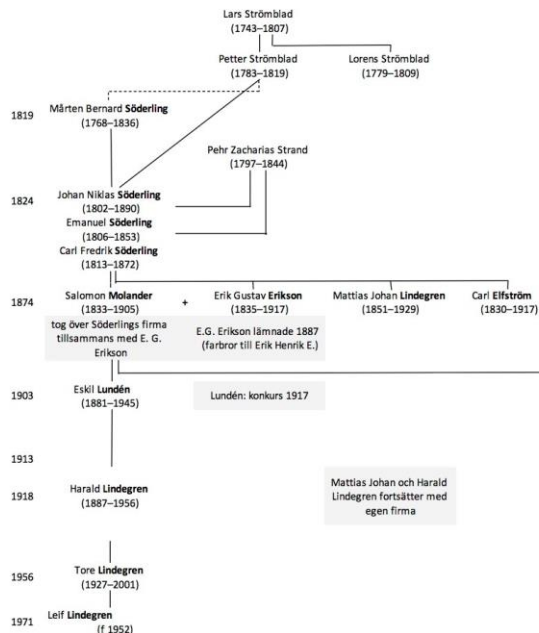 Lars Strömblad
(1743–1807)
Petter Strömblad
(1783–1819)
Lorens Strömblad
(1779–1809)
1819
Mårten Bernard Söderling
(1768–1836)
Pehr Zacharias Strand
(1797–1844)
1824
Johan Niklas Söderling
(1802–1890)
Emanuel Söderling
(1806–1853)
Carl Fredrik Söderling
(1813–1872)
1874
Salomon Molander
(1833–905)
+
Erik Gustav Erikson
(1835–1917)
Mattias Johan Lindegren
(1851–1929)
Carl Elfström
(1830–1917)
tog över Söderlings firma
tillsammans med E. G.
Erikson
E.G. Erikson lämnade 1887
(farbror till Erik Henrik E.)
1903
Eskil Lundén
(1881–1945)
Lundén: konkurs 1917
1913
1918
Harald Lindegren
(1887–1956)
Mattias Johan och Harald
Lindegren fortsätter med
egen firma
1956
Tore Lindegren
(1927–2001)
1971
Leif Lindegren
(f 1952)